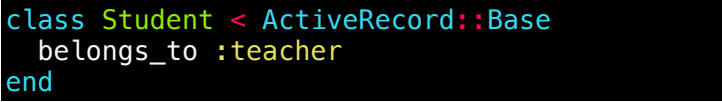 class Student < ActiveRecord::Base
  belongs_to :teacher
end